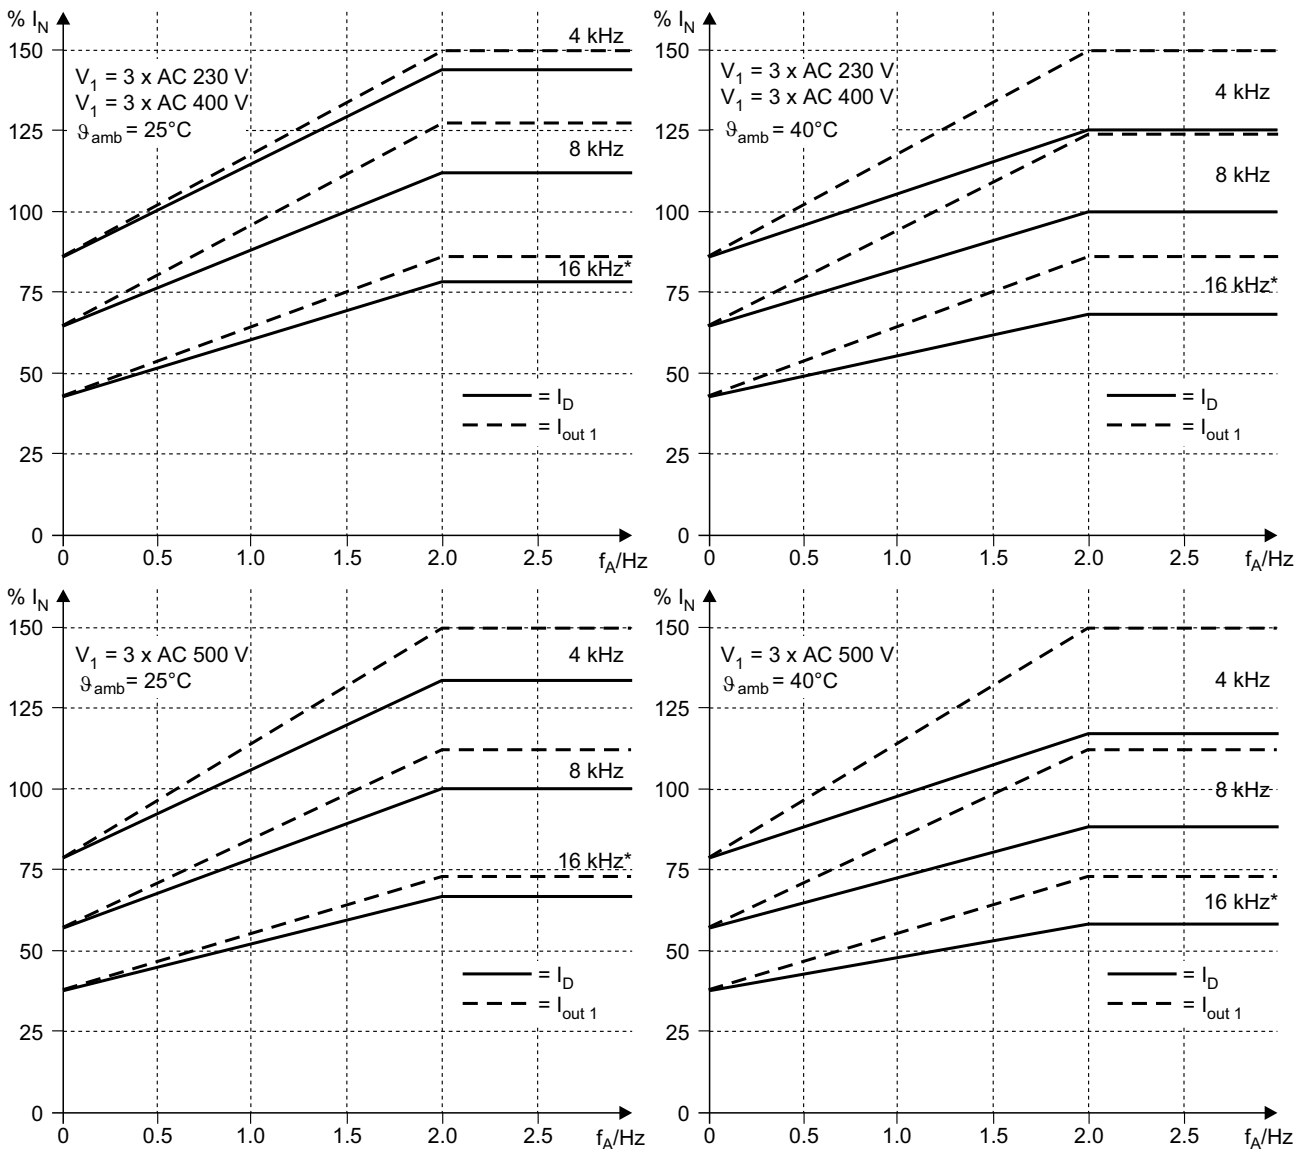 % I_N
150
125
100
75
50
25
0
V_1 = 3 x AC 230 V
V_1 = 3 x AC 400 V
ϑ_amb = 25°C
4 kHz
8 kHz
16 kHz*
= I_D
= I_out 1
0 0.5 1.0 1.5 2.0 2.5 f_A/Hz
% I_N
150
125
100
75
50
25
0
V_1 = 3 x AC 230 V
V_1 = 3 x AC 400 V
ϑ_amb = 40°C
4 kHz
8 kHz
16 kHz*
= I_D
= I_out 1
0 0.5 1.0 1.5 2.0 2.5 f_A/Hz
% I_N
150
125
100
75
50
25
0
V_1 = 3 x AC 500 V
ϑ_amb = 25°C
4 kHz
8 kHz
16 kHz*
= I_D
= I_out 1
0 0.5 1.0 1.5 2.0 2.5 f_A/Hz
% I_N
150
125
100
75
50
25
0
V_1 = 3 x AC 500 V
ϑ_amb = 40°C
4 kHz
8 kHz
16 kHz*
= I_D
= I_out 1
0 0.5 1.0 1.5 2.0 2.5 f_A/Hz